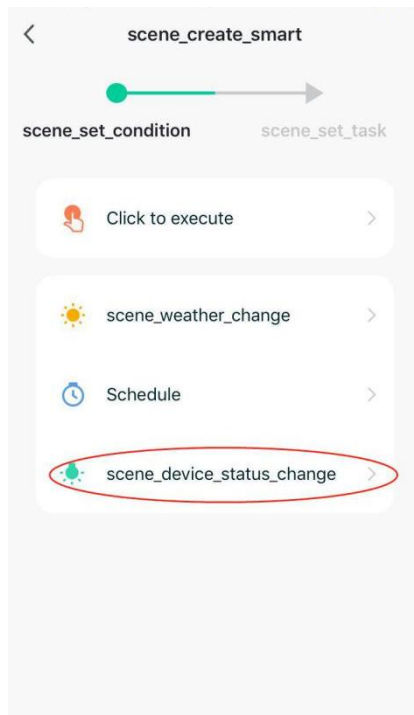 scene_create_smart
scene_set_condition scene_set_task
Click to execute
scene_weather_change
Schedule
scene_device_status_change